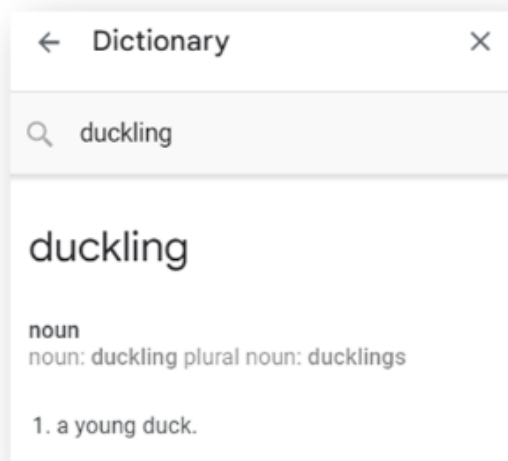 Dictionary
duckling
duckling
noun
noun: duckling plural noun: ducklings
1. a young duck.